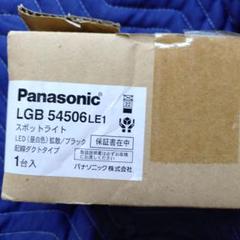 Panasonic
LGB 54506 LE1
スポットライト
LED(昼白色)拡散/ブラック
配線ダクトタイプ
1台入
保証書在中
パナソニック株式会社